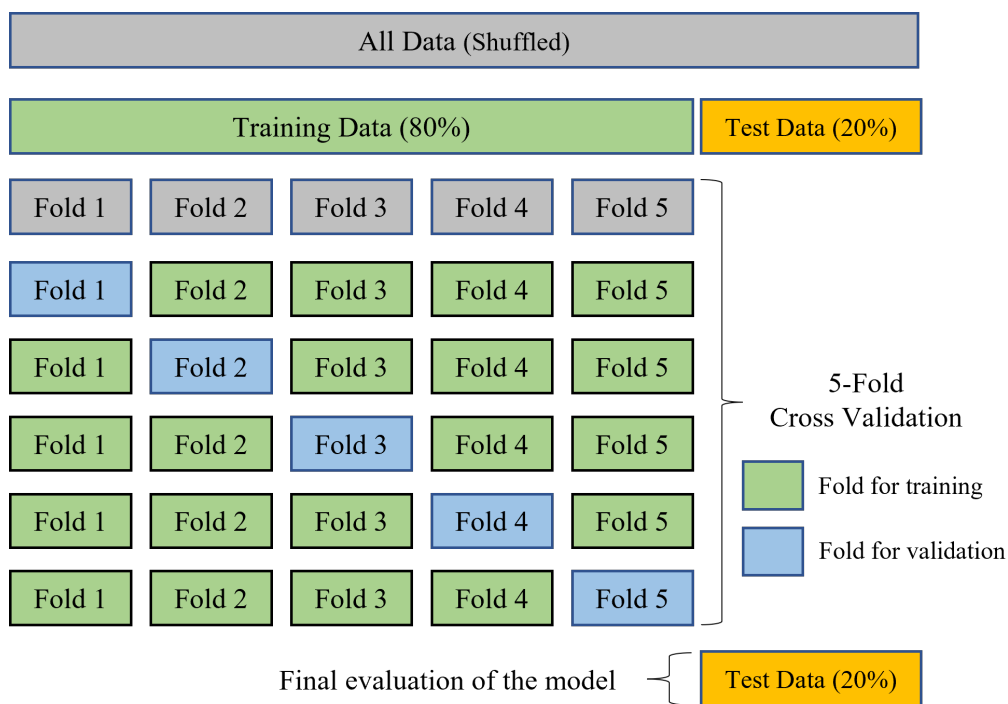 All Data (Shuffled)
Training Data (80%) Test Data (20%)
Fold 1 Fold 2 Fold 3 Fold 4 Fold 5
Fold 1 Fold 2 Fold 3 Fold 4 Fold 5
Fold 1 Fold 2 Fold 3 Fold 4 Fold 5
Fold 1 Fold 2 Fold 3 Fold 4 Fold 5
Fold 1 Fold 2 Fold 3 Fold 4 Fold 5
Fold 1 Fold 2 Fold 3 Fold 4 Fold 5
5-Fold
Cross Validation
Fold for training
Fold for validation
Final evaluation of the model Test Data (20%)